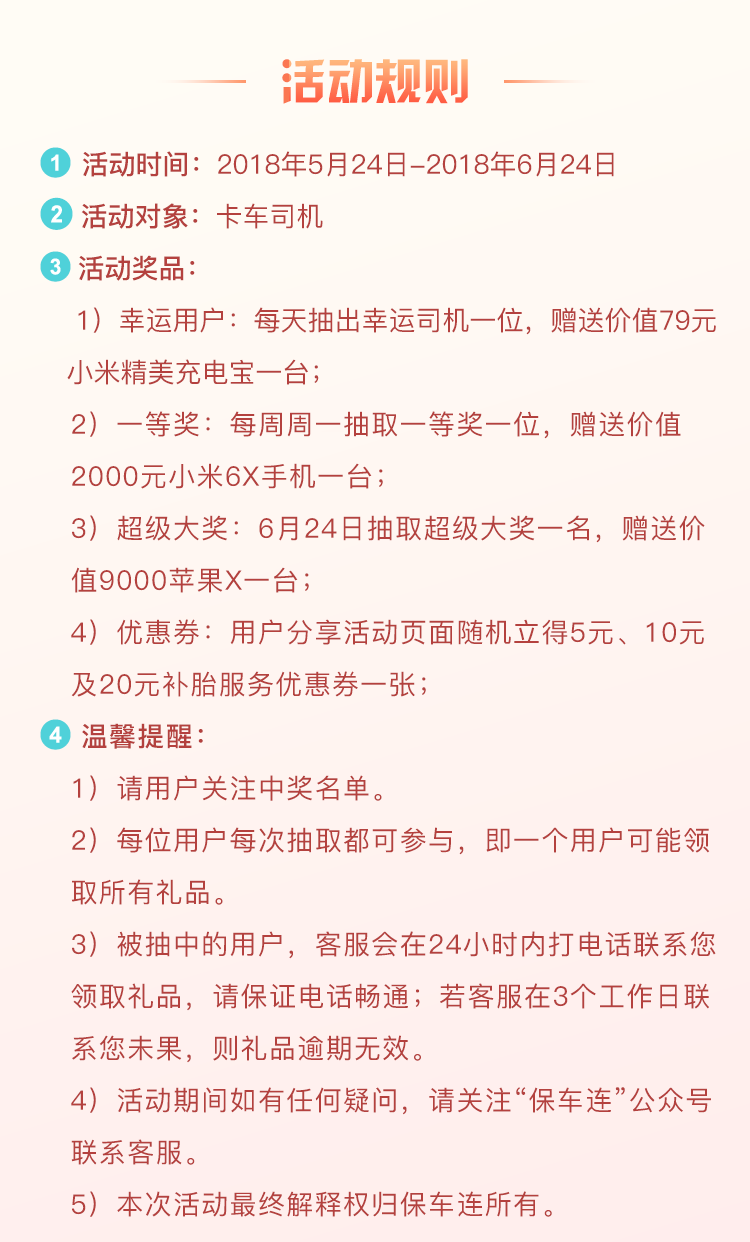 活动规则
1 活动时间：2018年5月24日-2018年6月24日
2 活动对象：卡车司机
3 活动奖品：
1）幸运用户：每天抽出幸运司机一位，赠送价值79元
小米精美充电宝一台；
2）一等奖：每周周一抽取一等奖一位，赠送价值
2000元小米6X手机一台；
3）超级大奖：6月24日抽取超级大奖一名，赠送价
值9000苹果X一台；
4）优惠券：用户分享活动页面随机立得5元、10元
及20元补胎服务优惠券一张；
4 温馨提醒：
1）请用户关注中奖名单。
2）每位用户每次抽取都可参与，即一个用户可能领
取所有礼品。
3）被抽中的用户，客服会在24小时内打电话联系您
领取礼品，请保证电话畅通；若客服在3个工作日联
系您未果，则礼品逾期无效。
4）活动期间如有任何疑问，请关注“保车连”公众号
联系客服。
5）本次活动最终解释权归保车连所有。